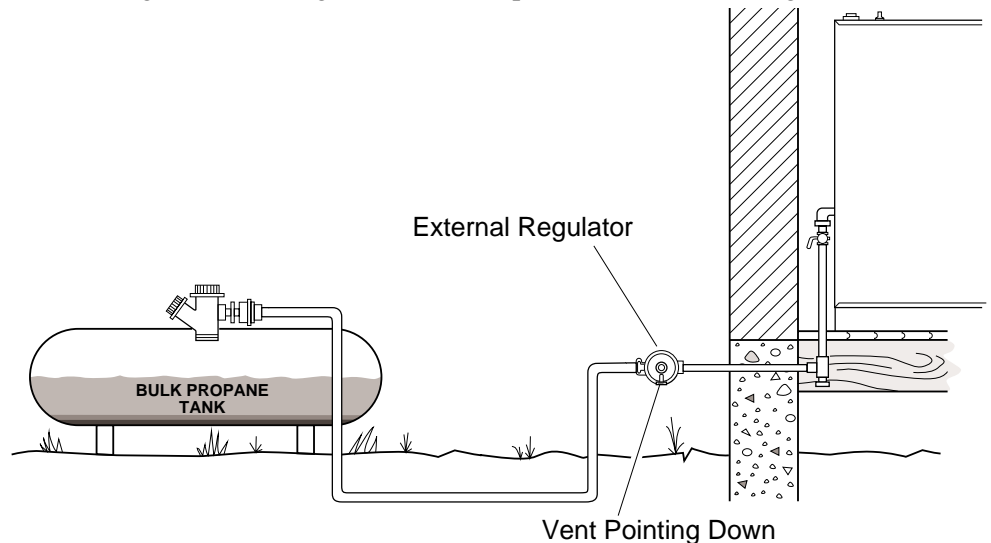 External Regulator
BULK PROPANE
TANK
Vent Pointing Down